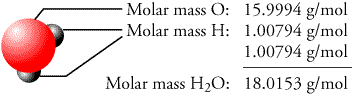 Molar mass O: 15.9994 g/mol
Molar mass H: 1.00794 g/mol
1.00794 g/mol
Molar mass H₂O: 18.0153 g/mol